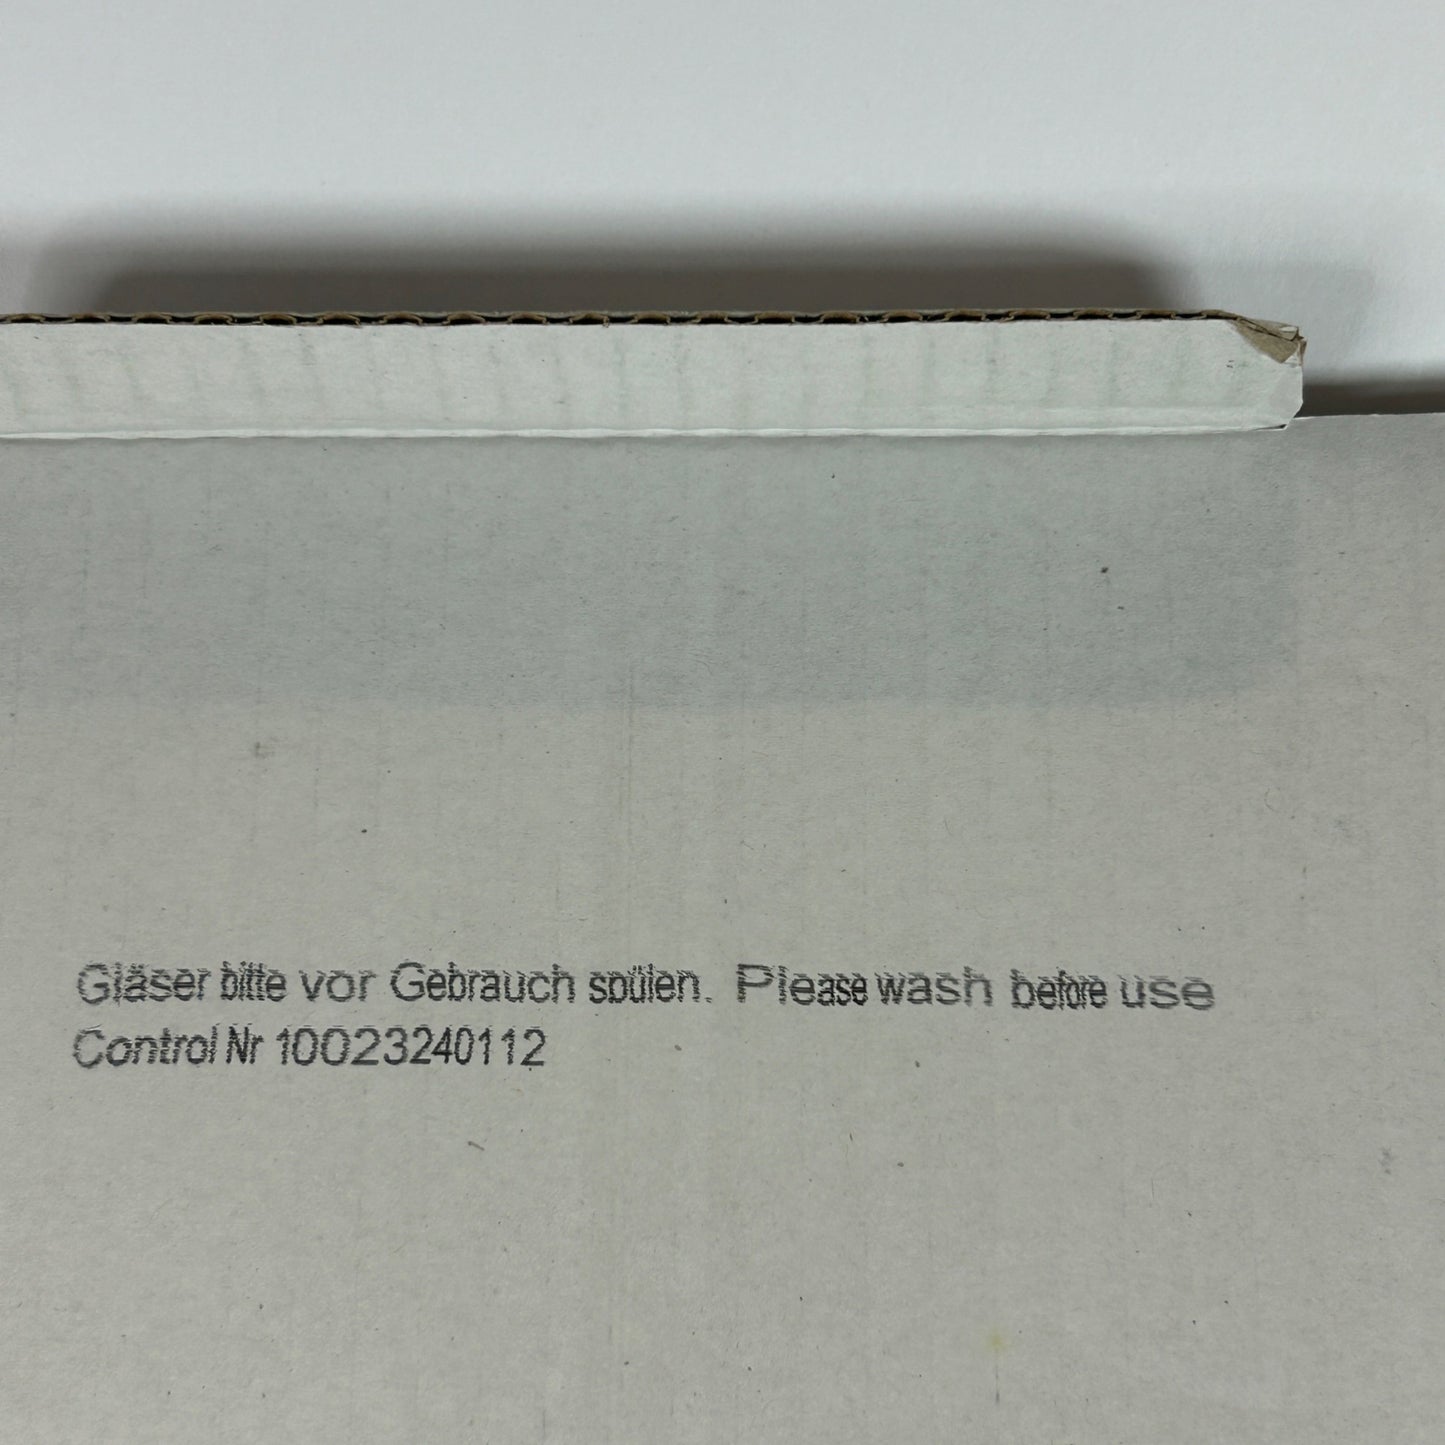 Gläser bitte vor Gebrauch spülen. Please wash before use
Control Nr 10023240112